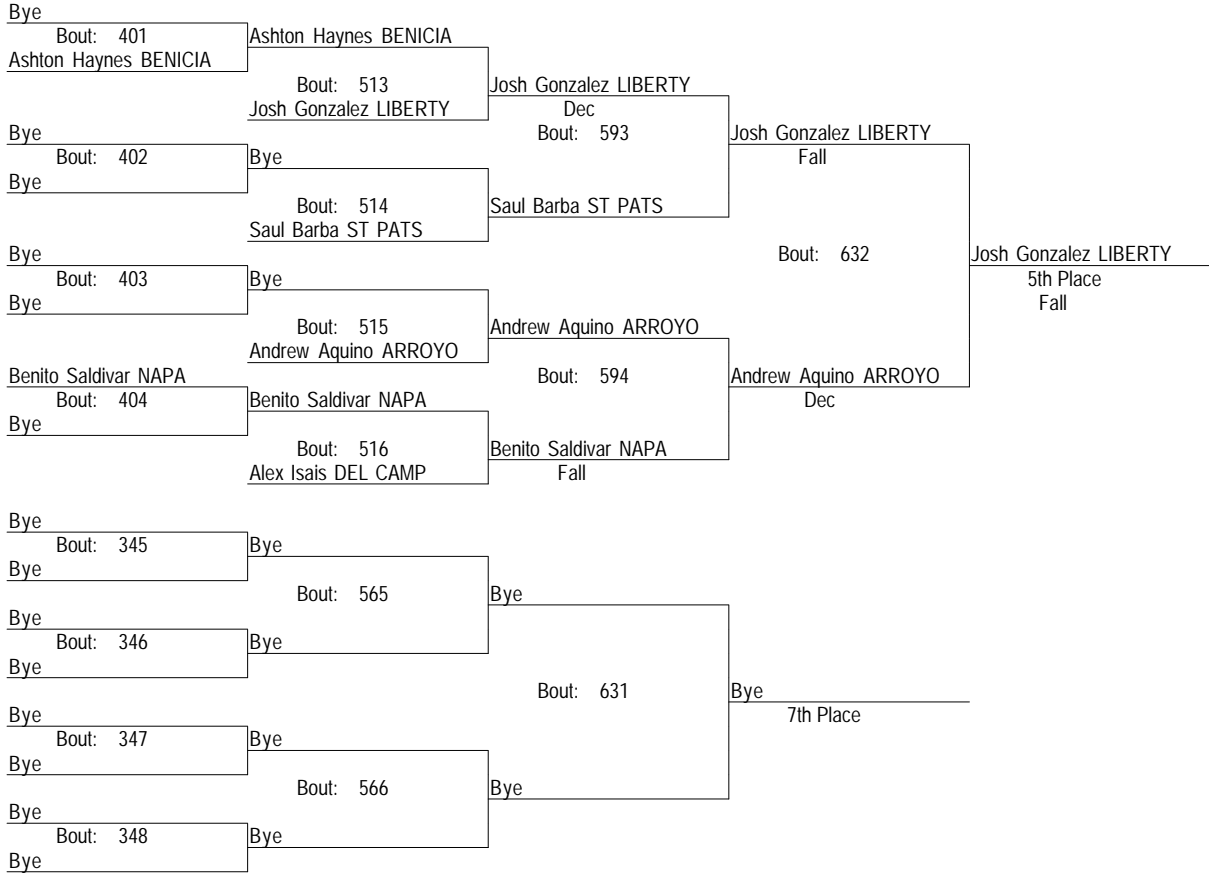 Bye
Bout: 401
Ashton Haynes BENICIA
Ashton Haynes BENICIA
Bout: 513
Josh Gonzalez LIBERTY
Josh Gonzalez LIBERTY
Dec
Bout: 593
Bye
Bout: 402
Bye
Bye
Bout: 514
Saul Barba ST PATS
Saul Barba ST PATS
Josh Gonzalez LIBERTY
Fall
Bout: 632
Bye
Bout: 403
Bye
Bye
Bout: 515
Andrew Aquino ARROYO
Andrew Aquino ARROYO
Bout: 594
Benito Saldivar NAPA
Bout: 404
Bye
Benito Saldivar NAPA
Bout: 516
Alex Isais DEL CAMP
Benito Saldivar NAPA
Fall
Andrew Aquino ARROYO
Dec
Josh Gonzalez LIBERTY
5th Place
Fall
Bye
Bout: 345
Bye
Bye
Bout: 565
Bye
Bout: 346
Bye
Bye
Bye
Bout: 631
Bye
Bout: 347
Bye
Bye
Bout: 566
Bye
Bout: 348
Bye
Bye
Bye
Bye
7th Place